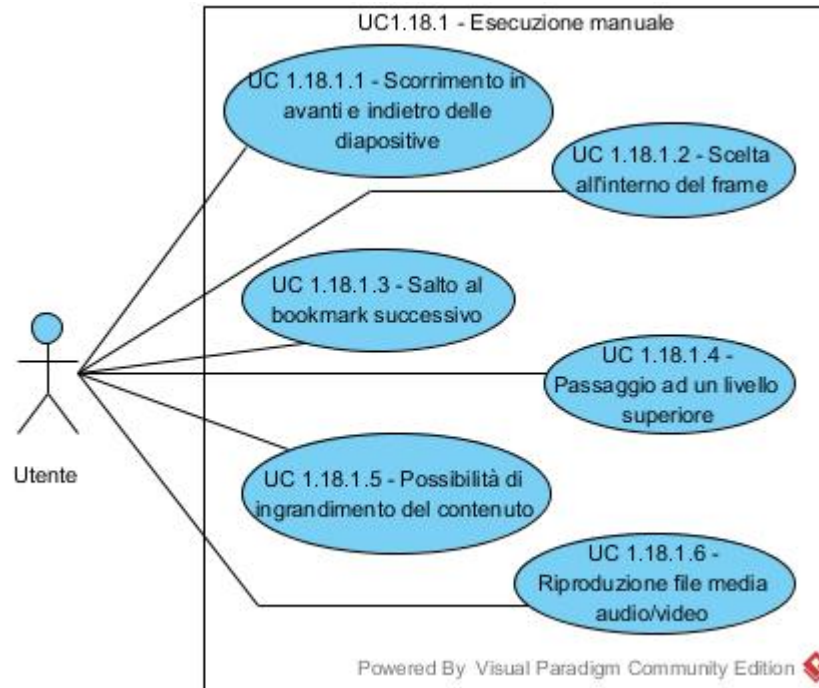 UC1.18.1 - Esecuzione manuale
UC 1.18.1.1 - Scorrimento in
avanti e indietro delle
diapositive
UC 1.18.1.2 - Scelta
all'interno del frame
UC 1.18.1.3 - Salto al
bookmark successivo
UC 1.18.1.4 -
Passaggio ad un livello
superiore
Utente
UC 1.18.1.5 - Possibilità di
ingrandimento del contenuto
UC 1.18.1.6 -
Riproduzione file media
audio/video
Powered By Visual Paradigm Community Edition